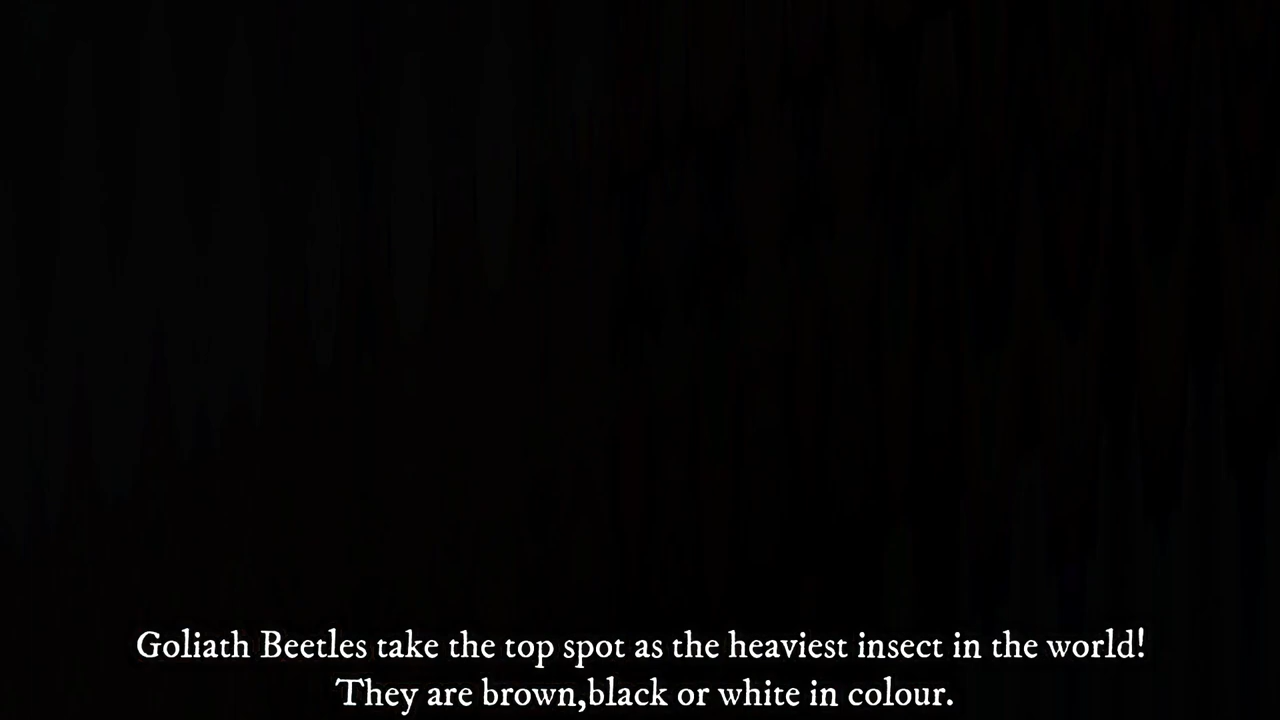 Goliath Beetles take the top spot as the heaviest insect in the world!
They are brown,black or white in colour.